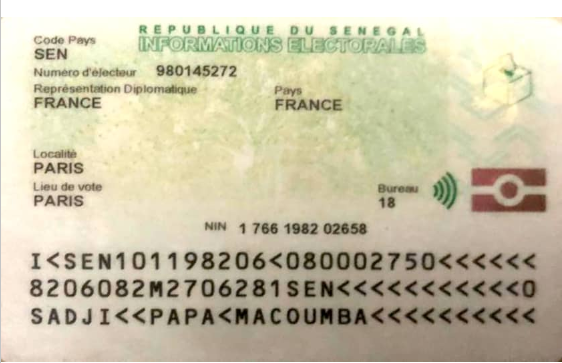 REPUBLIQUE DU SENEGAL
INFORMATIONS ELECTORALES
Code Pays
SEN
Numéro d'électeur 980145272
Représentation Diplomatique Pays
FRANCE FRANCE
Localité
PARIS
Lieu de vote Bureau
PARIS 18
NIN 1 766 1982 02658
I<SEN101198206<080002750<<<<<<
8206082M2706281SEN<<<<<<<<<<<0
SADJI<<PAPA<MACOUMBA<<<<<<<<<<